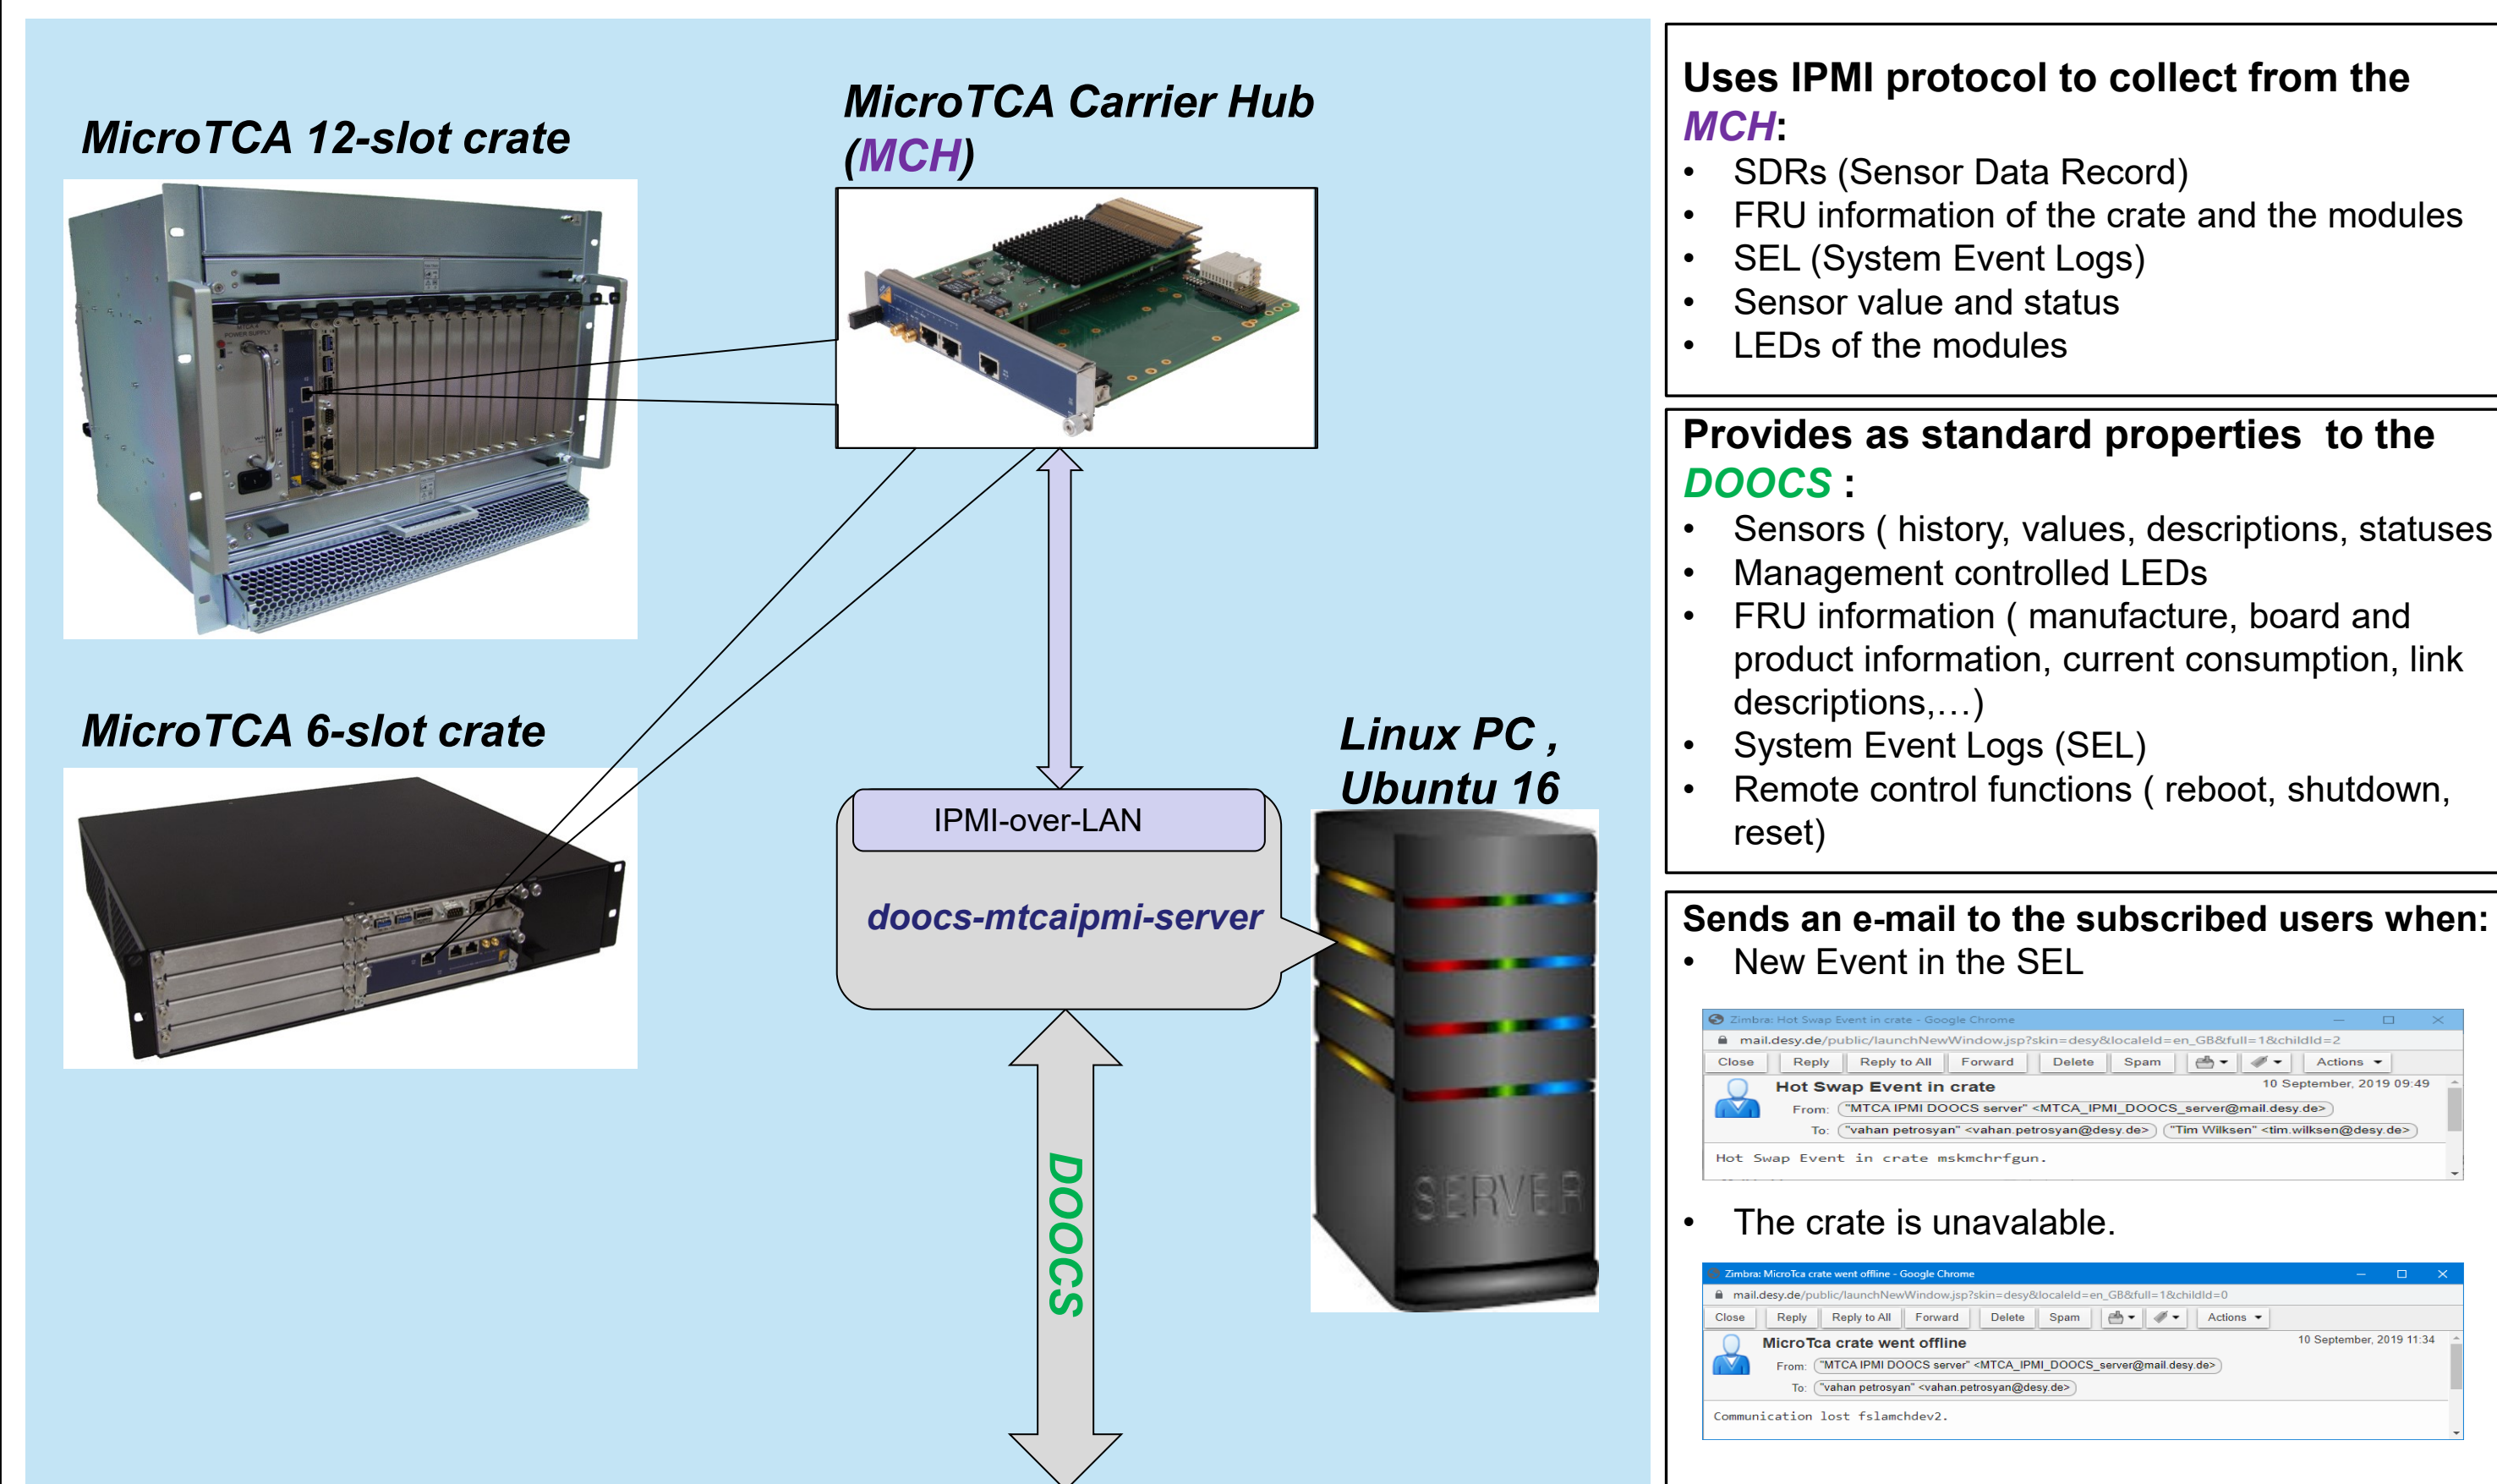 MicroTCA 12-slot crate
MicroTCA Carrier Hub
(MCH)
MTCA.4
POWER SUPPLY
MicroTCA 6-slot crate
Linux PC ,
Ubuntu 16
IPMI-over-LAN
doocs-mtcaipmi-server
SERVER
DOOCS
Uses IPMI protocol to collect from the
MCH:
• SDRs (Sensor Data Record)
• FRU information of the crate and the modules
• SEL (System Event Logs)
• Sensor value and status
• LEDs of the modules
Provides as standard properties  to the
DOOCS :
• Sensors ( history, values, descriptions, statuses
• Management controlled LEDs
• FRU information ( manufacture, board and
product information, current consumption, link
descriptions,…)
• System Event Logs (SEL)
• Remote control functions ( reboot, shutdown,
reset)
Sends an e-mail to the subscribed users when:
• New Event in the SEL
Zimbra: Hot Swap Event in crate - Google Chrome
mail.desy.de/public/launchNewWindow.jsp?skin=desy&localeId=en_GB&full=1&childId=2
Close Reply Reply to All Forward Delete Spam Actions
Hot Swap Event in crate 10 September, 2019 09:49
From: "MTCA IPMI DOOCS server" <MTCA_IPMI_DOOCS_server@mail.desy.de>
To: "vahan petrosyan" <vahan.petrosyan@desy.de> "Tim Wilksen" <tim.wilksen@desy.de>
Hot Swap Event in crate mskmchrfgun.
• The crate is unavalable.
Zimbra: MicroTca crate went offline - Google Chrome
mail.desy.de/public/launchNewWindow.jsp?skin=desy&localeId=en_GB&full=1&childId=0
Close Reply Reply to All Forward Delete Spam Actions
MicroTca crate went offline 10 September, 2019 11:34
From: "MTCA IPMI DOOCS server" <MTCA_IPMI_DOOCS_server@mail.desy.de>
To: "vahan petrosyan" <vahan.petrosyan@desy.de>
Communication lost fslamchdev2.